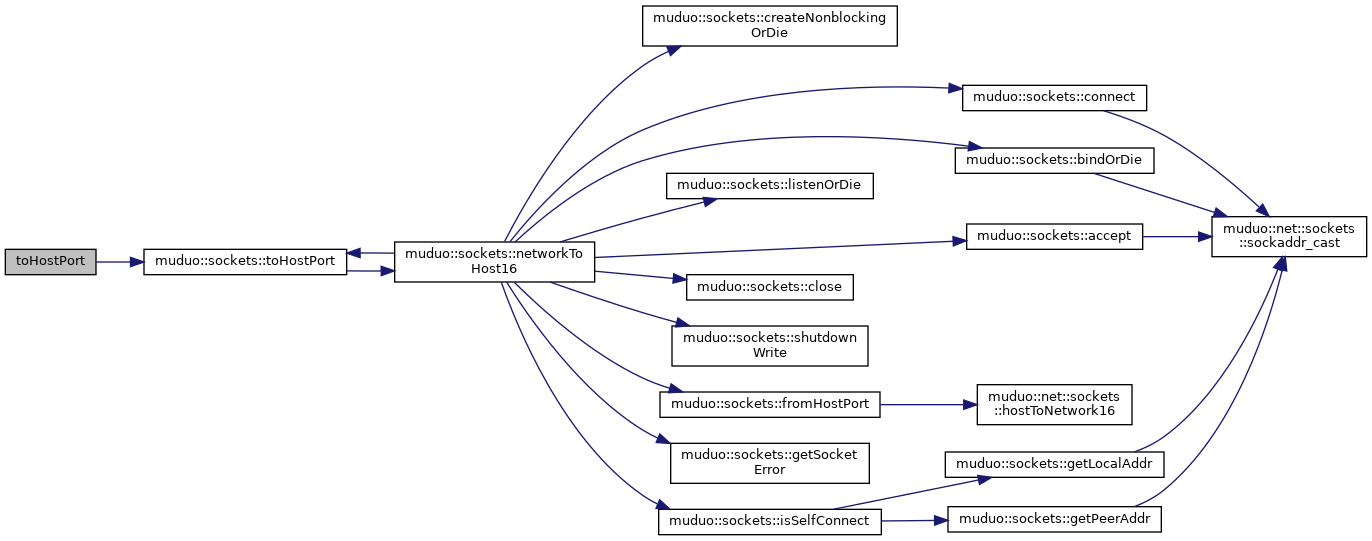 muduo::sockets::createNonblocking
OrDie
muduo::sockets::connect
muduo::sockets::bindOrDie
muduo::sockets::listenOrDie
muduo::net::sockets
::sockaddr_cast
muduo::sockets::accept
toHostPort
muduo::sockets::toHostPort
muduo::sockets::networkTo
Host16
muduo::sockets::close
muduo::sockets::shutdown
Write
muduo::sockets::fromHostPort
muduo::net::sockets
::hostToNetwork16
muduo::sockets::getSocket
Error
muduo::sockets::getLocalAddr
muduo::sockets::isSelfConnect
muduo::sockets::getPeerAddr